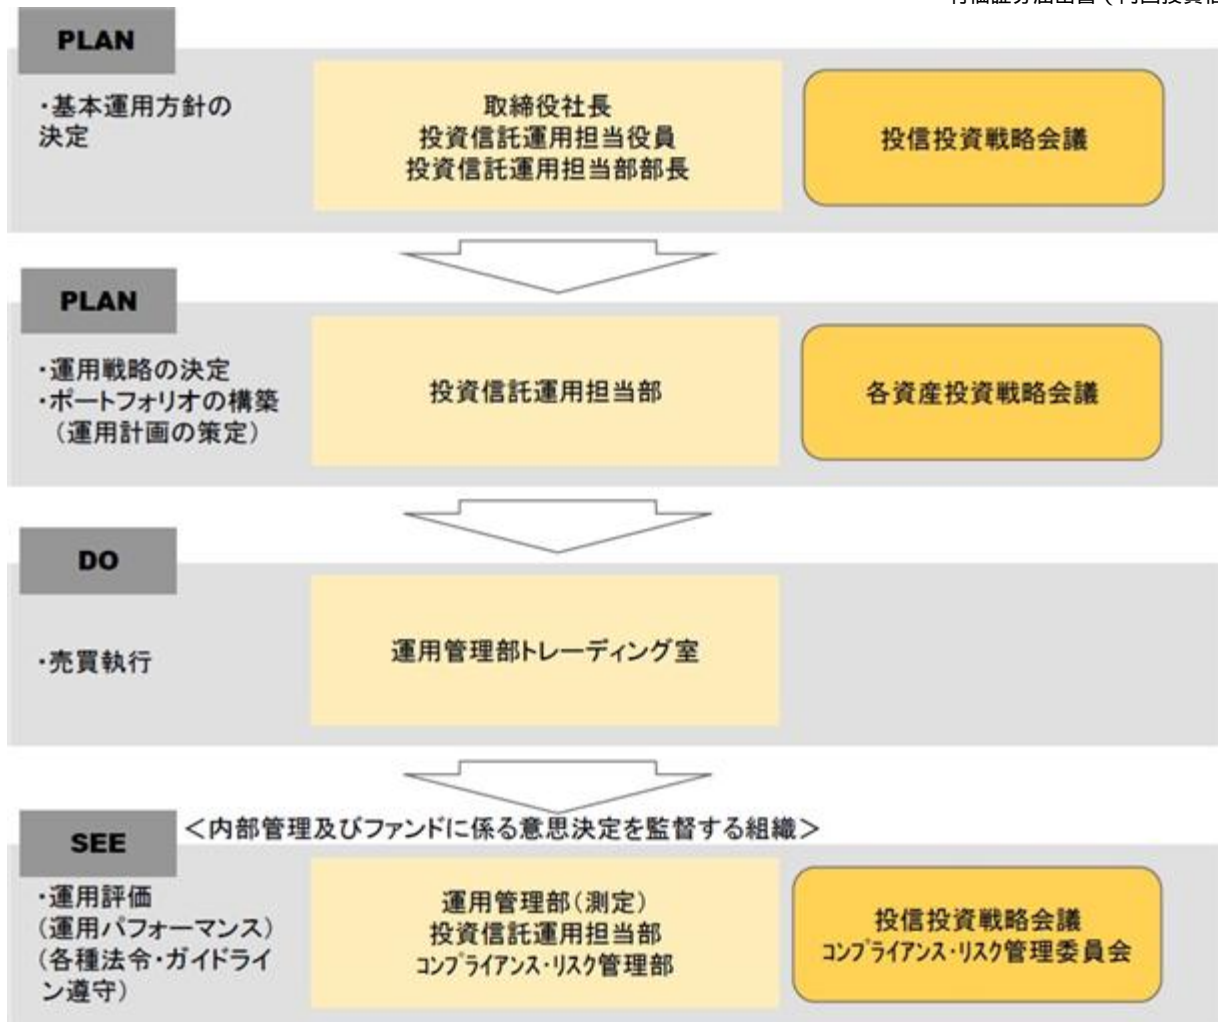 PLAN
・基本運用方針の
決定
取締役社長
投資信託運用担当役員
投資信託運用担当部部長
投信投資戦略会議
PLAN
・運用戦略の決定
・ポートフォリオの構築
（運用計画の策定）
投資信託運用担当部
各資産投資戦略会議
DO
・売買執行
運用管理部トレーディング室
SEE
＜内部管理及びファンドに係る意思決定を監督する組織＞
・運用評価
(運用パフォーマンス)
(各種法令・ガイドライ
ン遵守)
運用管理部(測定)
投資信託運用担当部
ｺﾝﾌﾟﾗｲｱﾝｽ・ﾘｽｸ管理部
投信投資戦略会議
ｺﾝﾌﾟﾗｲｱﾝｽ・ﾘｽｸ管理委員会